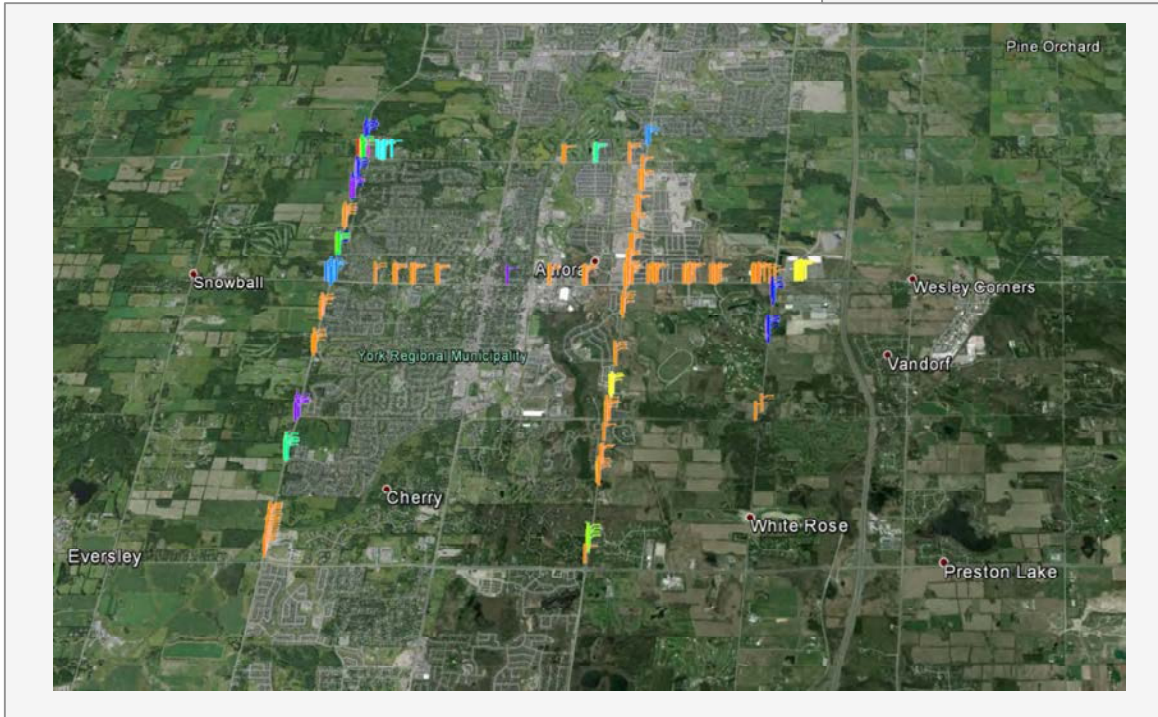 Pine Orchard
Snowball
Aurora
Wesley Corners
York Regional Municipality
Vandorf
Cherry
White Rose
Eversley
Preston Lake